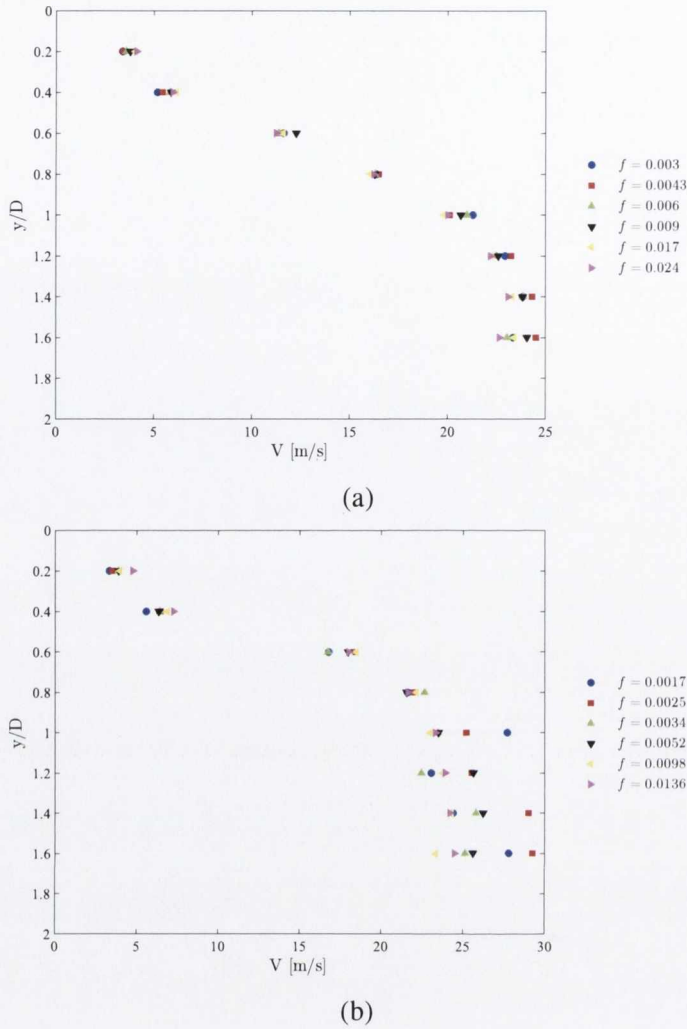 0
0.2
0.4
0.6
0.8
1
1.2
1.4
1.6
1.8
2
y/D
0 5 10 15 20 25
V [m/s]
f = 0.003
f = 0.0043
f = 0.006
f = 0.009
f = 0.017
f = 0.024
(a)
0
0.2
0.4
0.6
0.8
1
1.2
1.4
1.6
1.8
2
y/D
0 5 10 15 20 25 30
V [m/s]
f = 0.0017
f = 0.0025
f = 0.0034
f = 0.0052
f = 0.0098
f = 0.0136
(b)